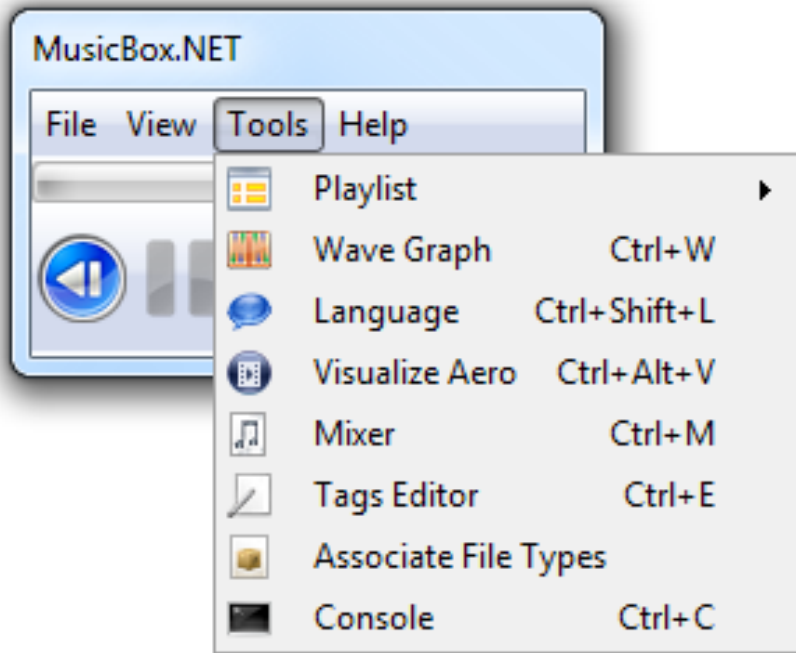 MusicBox.NET
File View Tools Help
Playlist
Wave Graph Ctrl+W
Language Ctrl+Shift+L
Visualize Aero Ctrl+Alt+V
Mixer Ctrl+M
Tags Editor Ctrl+E
Associate File Types
Console Ctrl+C